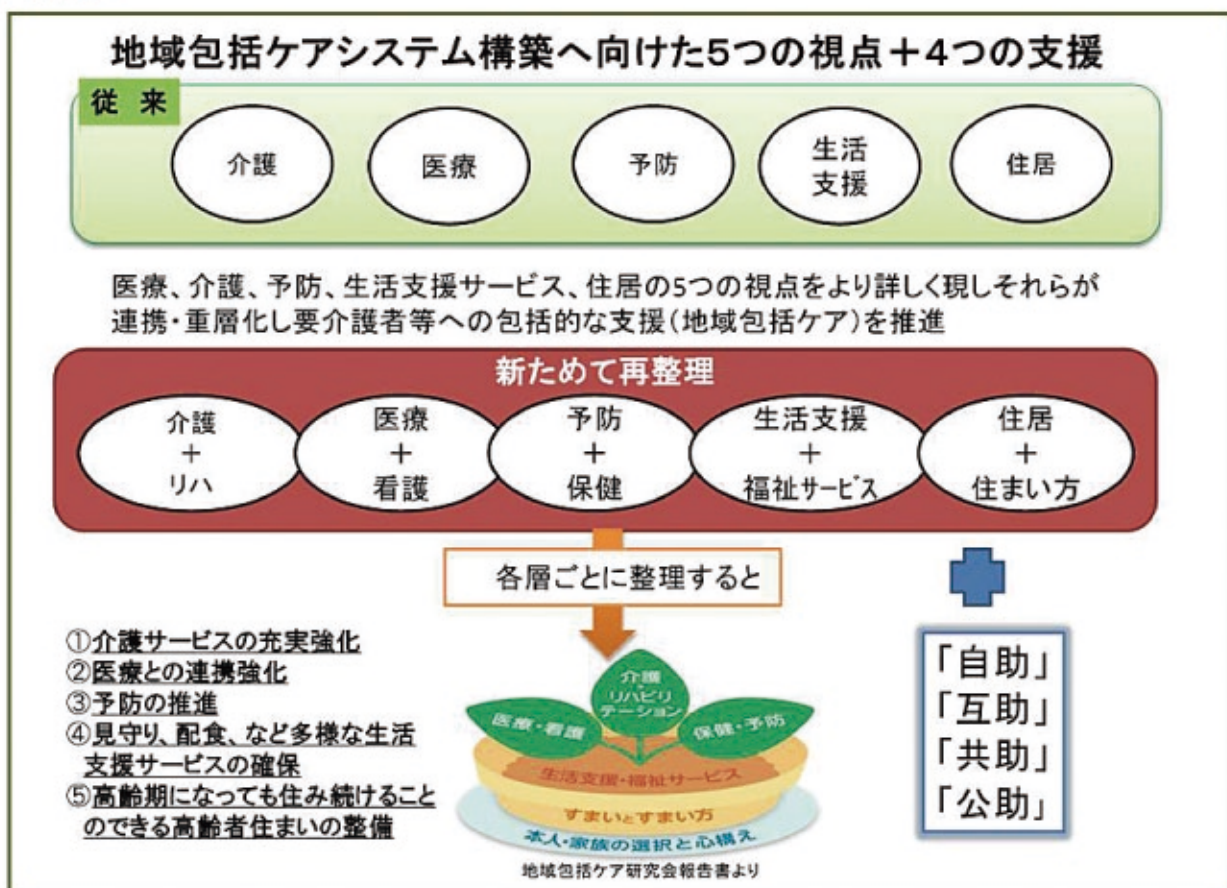 地域包括ケアシステム構築へ向けた5つの視点＋4つの支援
従 来
介護
医療
予防
生活
支援
住居
医療、介護、予防、生活支援サービス、住居の5つの視点をより詳しく現しそれらが
連携・重層化し要介護者等への包括的な支援(地域包括ケア)を推進
新ためて再整理
介護
＋
リハ
医療
＋
看護
予防
＋
保健
生活支援
＋
福祉サービス
住居
＋
住まい方
各層ごとに整理すると
①介護サービスの充実強化
②医療との連携強化
③予防の推進
④見守り、配食、など多様な生活
支援サービスの確保
⑤高齢期になっても住み続けること
のできる高齢者住まいの整備
介護・
リハビリ
テーション
医療・看護
保健・予防
生活支援・福祉サービス
すまいとすまい方
本人・家族の選択と心構え
地域包括ケア研究会報告書より
「自助」
「互助」
「共助」
「公助」